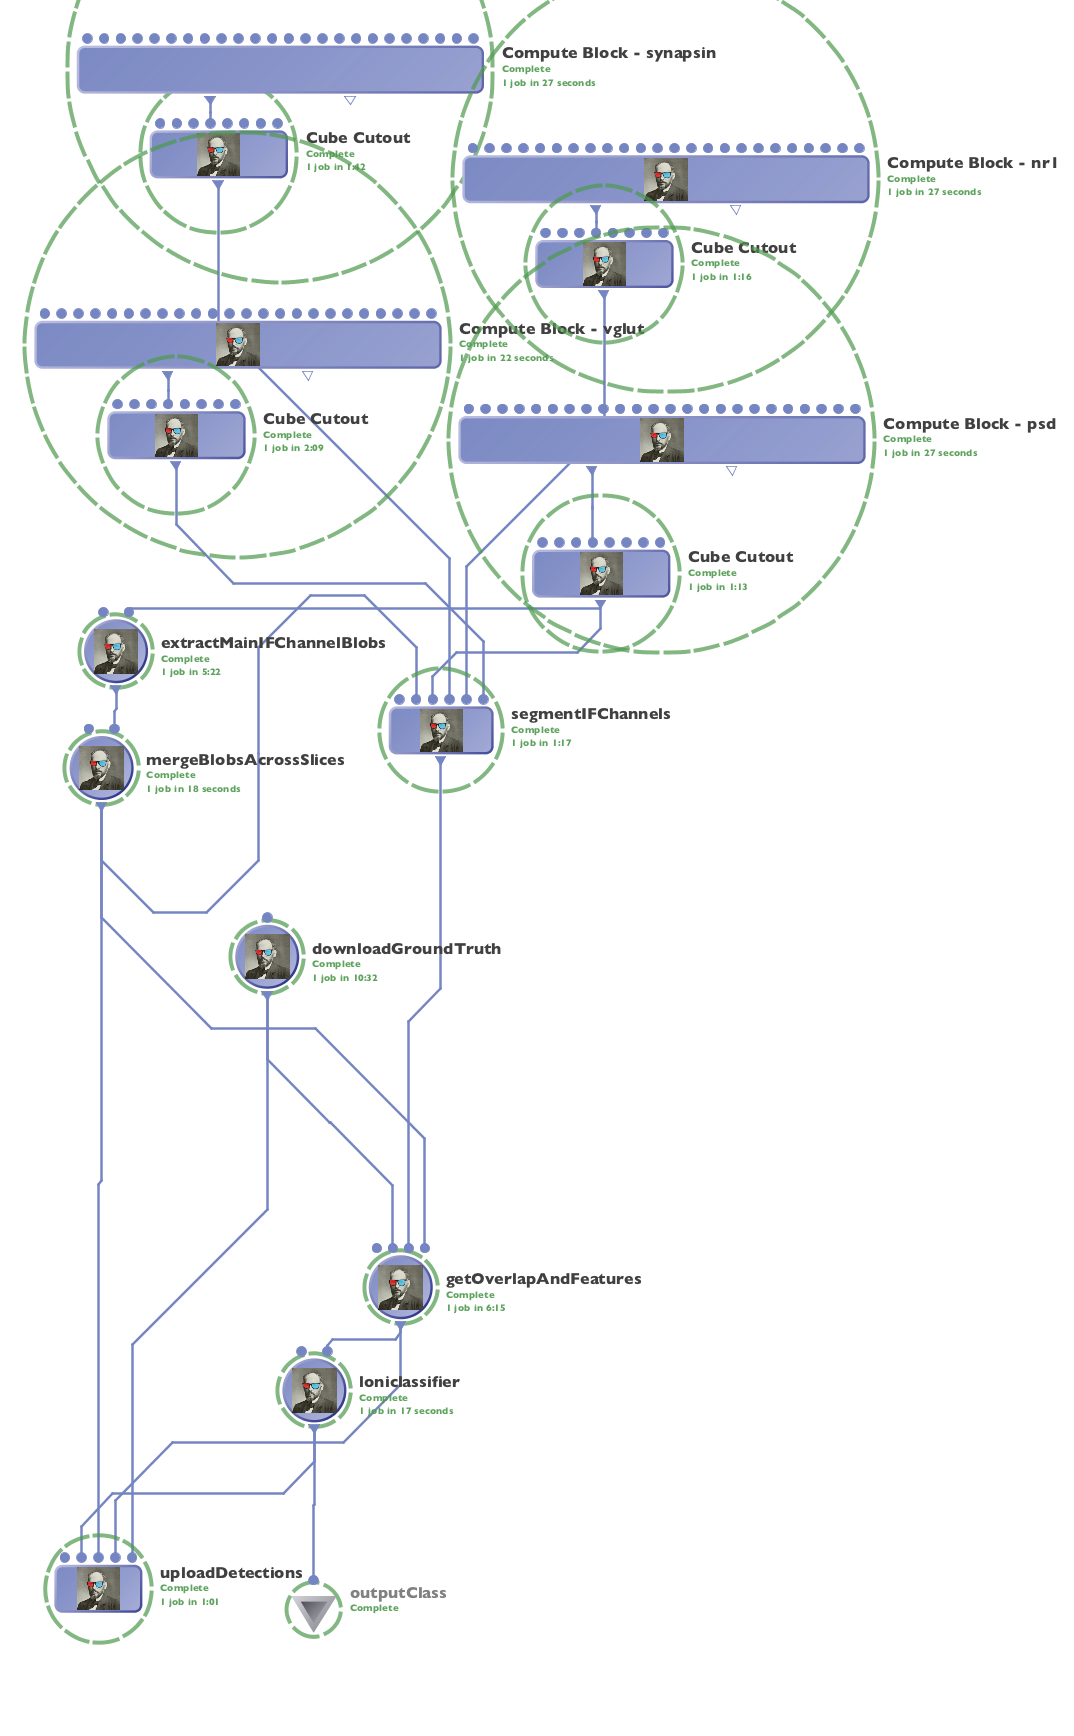 Compute Block - synapsin
Complete
1 job in 27 seconds
Cube Cutout
Complete
1 job in 1:42
Compute Block - nr1
Complete
1 job in 27 seconds
Cube Cutout
Complete
1 job in 1:16
Compute Block - vglut
Complete
1 job in 22 seconds
Cube Cutout
Complete
1 job in 2:09
Compute Block - psd
Complete
1 job in 27 seconds
Cube Cutout
Complete
1 job in 1:13
extractMainIFChannelBlobs
Complete
1 job in 5:22
segmentIFChannels
Complete
1 job in 1:17
mergeBlobsAcrossSlices
Complete
1 job in 18 seconds
downloadGroundTruth
Complete
1 job in 10:32
getOverlapAndFeatures
Complete
1 job in 6:15
loniclassifier
Complete
1 job in 17 seconds
uploadDetections
Complete
1 job in 1:01
outputClass
Complete